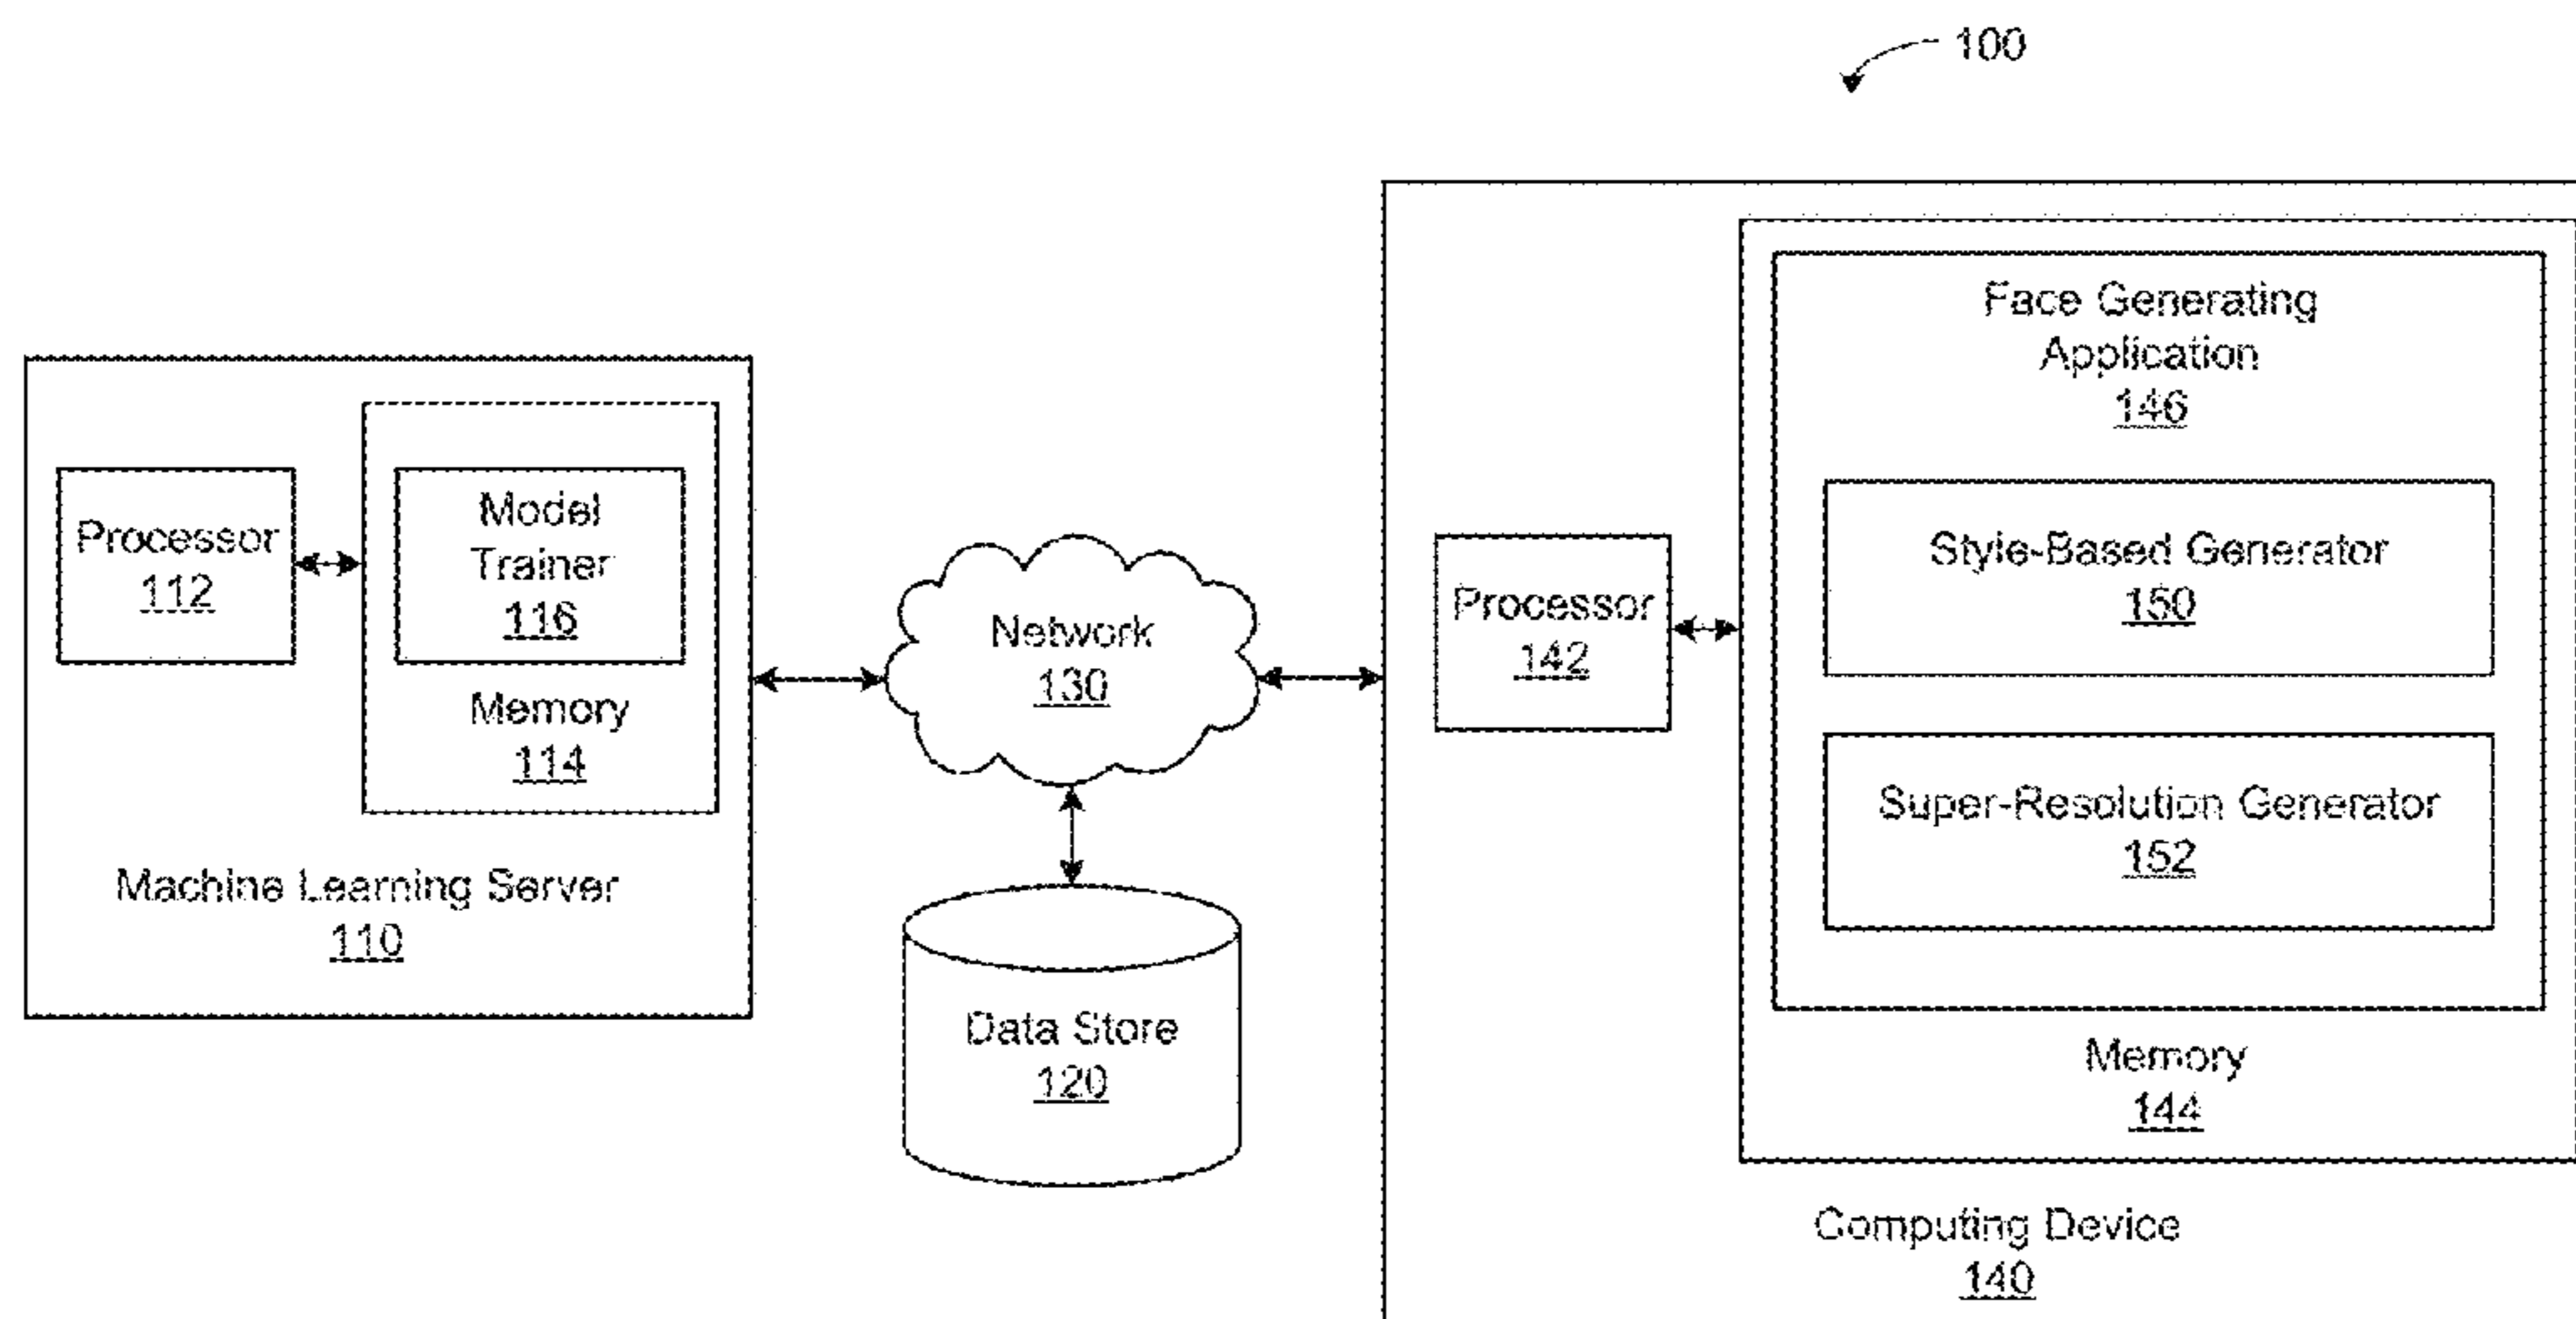 100
Processor
112
Model
Trainer
116
Memory
114
Machine Learning Server
110
Network
130
Data Store
120
Processor
142
Face Generating
Application
146
Style-Based Generator
150
Super-Resolution Generator
152
Memory
144
Computing Device
140